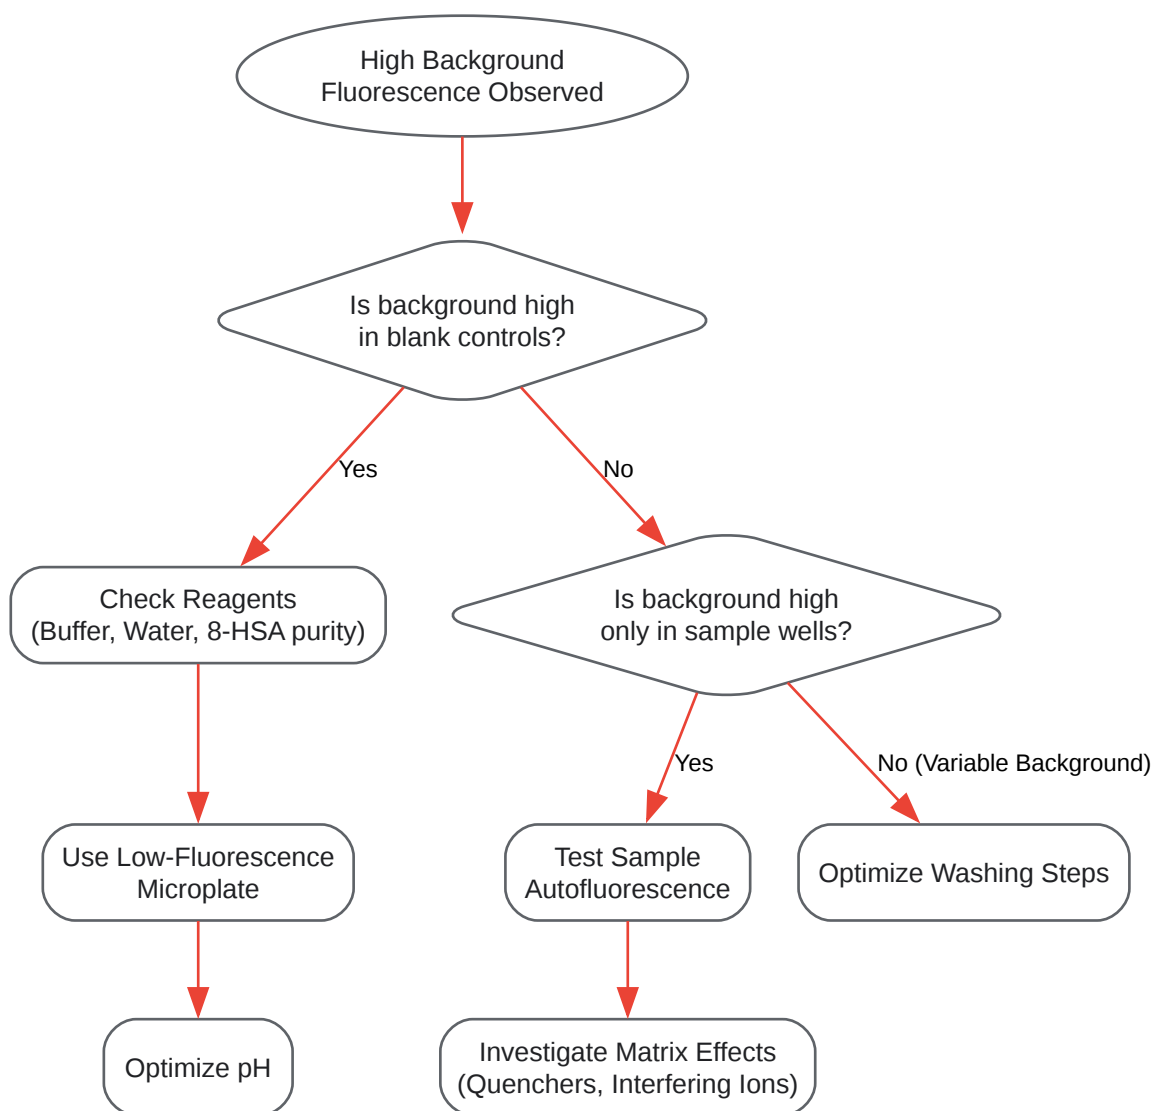 High Background
Fluorescence Observed
Is background high
in blank controls?
Yes
No
Check Reagents
(Buffer, Water, 8-HSA purity)
Is background high
only in sample wells?
Yes
No (Variable Background)
Use Low-Fluorescence
Microplate
Test Sample
Autofluorescence
Optimize Washing Steps
Optimize pH
Investigate Matrix Effects
(Quenchers, Interfering Ions)